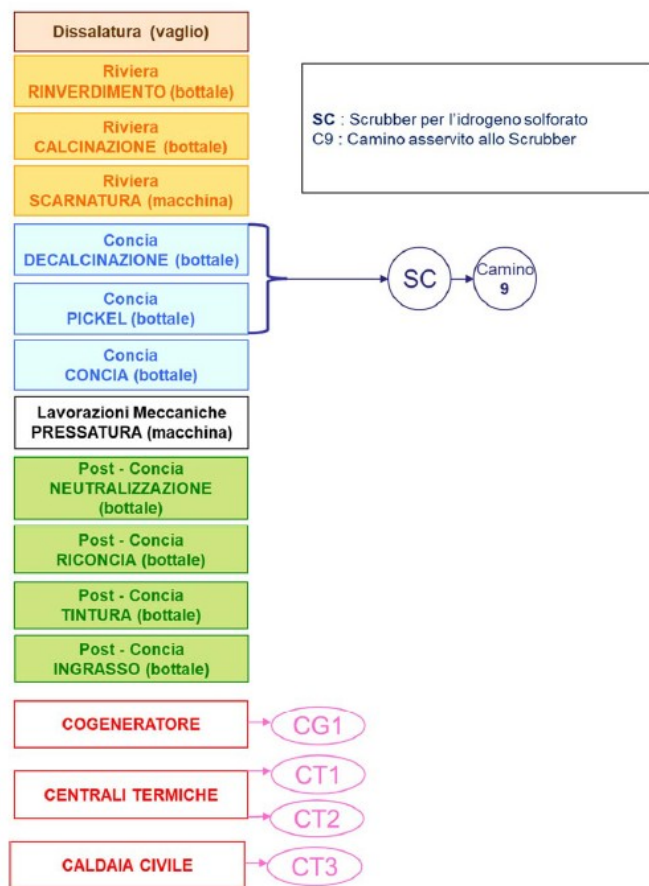 Dissalatura (vaglio)
Riviera
RINVERDIMENTO (bottale)
Riviera
CALCINAZIONE (bottale)
Riviera
SCARNATURA (macchina)
Concia
DECALCINAZIONE (bottale)
Concia
PICKEL (bottale)
Concia
CONCIA (bottale)
Lavorazioni Meccaniche
PRESSATURA (macchina)
Post - Concia
NEUTRALIZZAZIONE
(bottale)
Post - Concia
RICONCIA (bottale)
Post - Concia
TINTURA (bottale)
Post - Concia
INGRASSO (bottale)
COGENERATORE
CENTRALI TERMICHE
CALDAIA CIVILE
SC : Scrubber per l'idrogeno solforato
C9 : Camino asservito allo Scrubber
SC
Camino
9
CG1
CT1
CT2
CT3